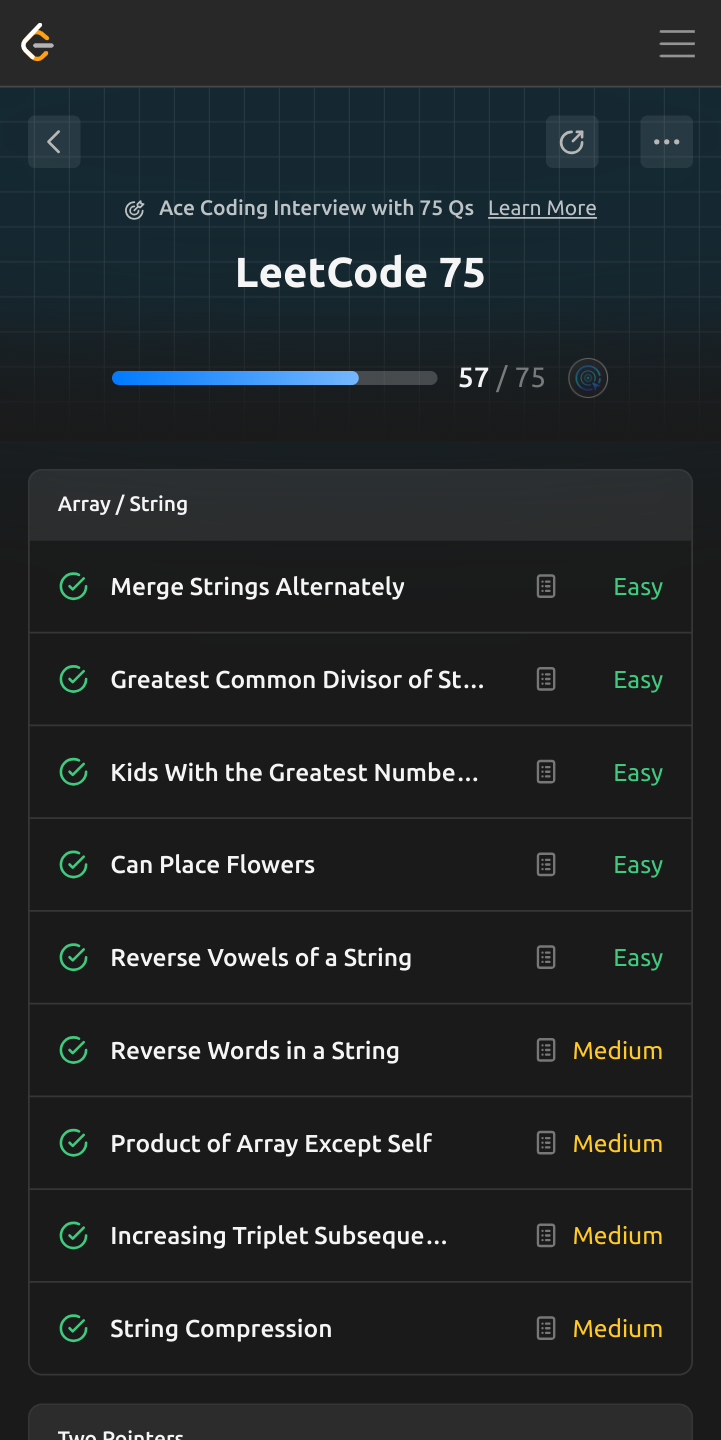 Ace Coding Interview with 75 Qs Learn More
LeetCode 75
57 / 75
Array / String
Merge Strings Alternately Easy
Greatest Common Divisor of St... Easy
Kids With the Greatest Numbe... Easy
Can Place Flowers Easy
Reverse Vowels of a String Easy
Reverse Words in a String Medium
Product of Array Except Self Medium
Increasing Triplet Subseque... Medium
String Compression Medium
Two Pointers